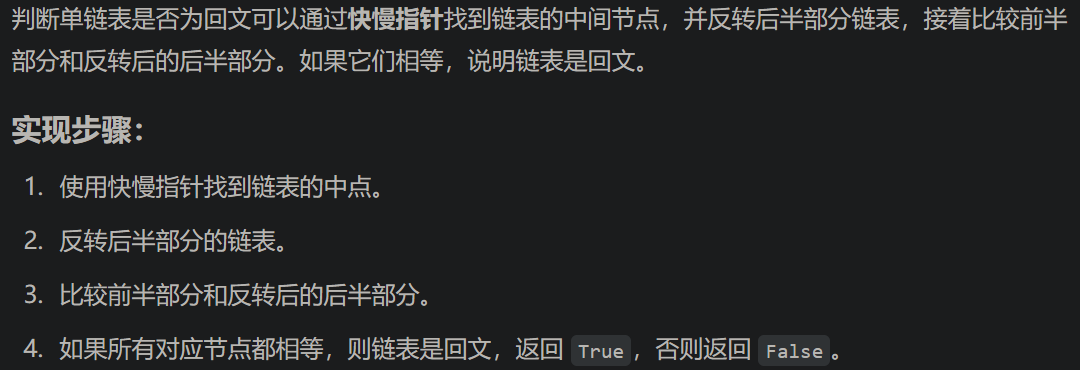 判断单链表是否为回文可以通过快慢指针找到链表的中间节点，并反转后半部分链表，接着比较前半
部分和反转后的后半部分。如果它们相等，说明链表是回文。
实现步骤：
1. 使用快慢指针找到链表的中点。
2. 反转后半部分的链表。
3. 比较前半部分和反转后的后半部分。
4. 如果所有对应节点都相等，则链表是回文，返回 True，否则返回 False。